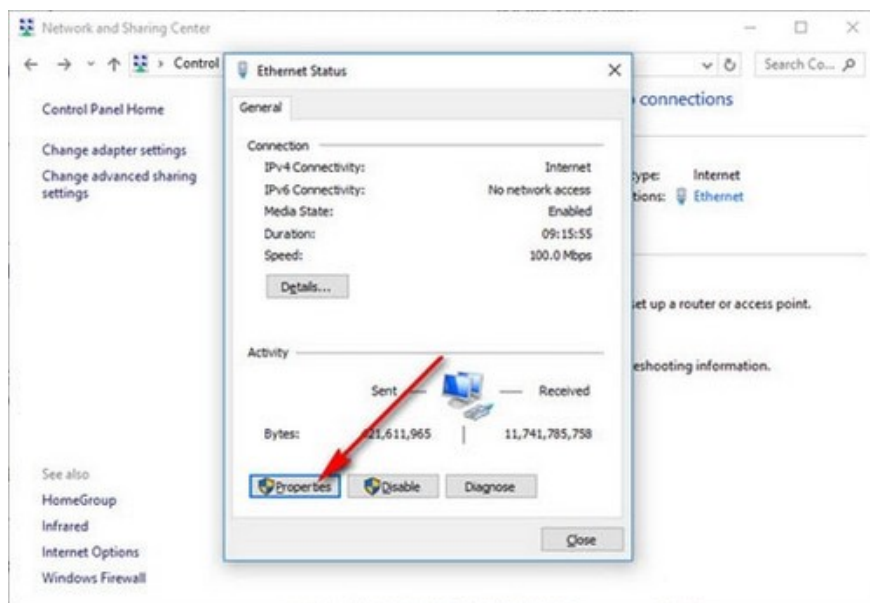 Network and Sharing Center
Control
Search Co...
Control Panel Home
Change adapter settings
Change advanced sharing
settings
See also
HomeGroup
Infrared
Internet Options
Windows Firewall
Ethernet Status
General
Connection
IPv4 Connectivity: Internet
IPv6 Connectivity: No network access
Media State: Enabled
Duration: 09:15:55
Speed: 100.0 Mbps
Details...
Activity
Sent — Received
Bytes: 11,741,785,758
Properties Disable Diagnose
Close
connections
type: Internet
tions: Ethernet
set up a router or access point.
eshooting information.